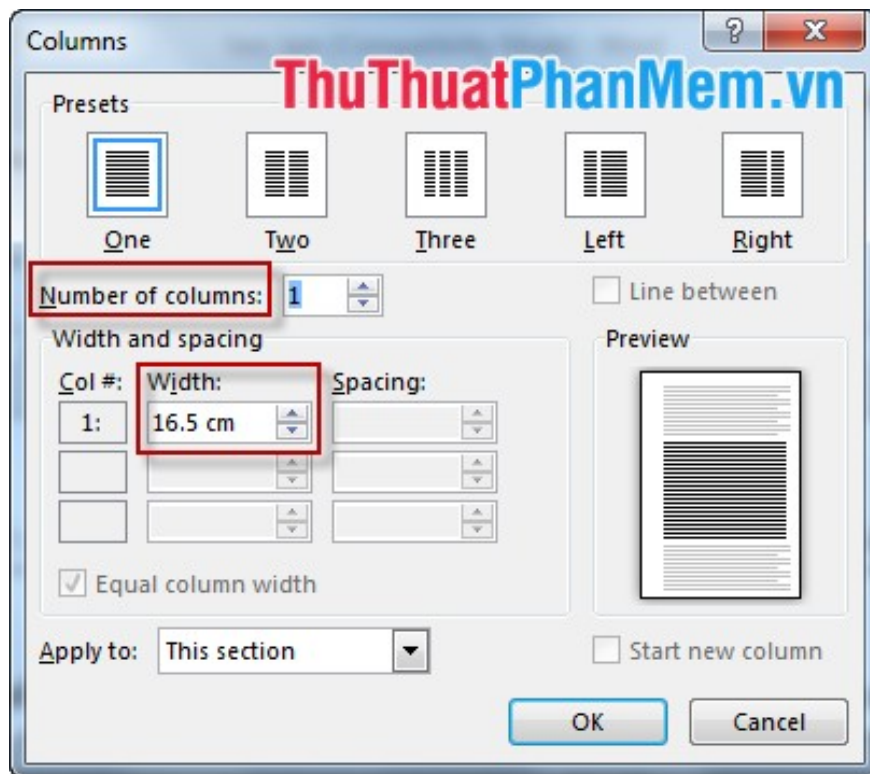 Columns
ThuThuatPhanMem.vn
Presets
One Two Three Left Right
Number of columns: 1 Line between
Width and spacing Preview
Col #: Width: Spacing:
1: 16.5 cm
Equal column width
Apply to: This section Start new column
OK Cancel